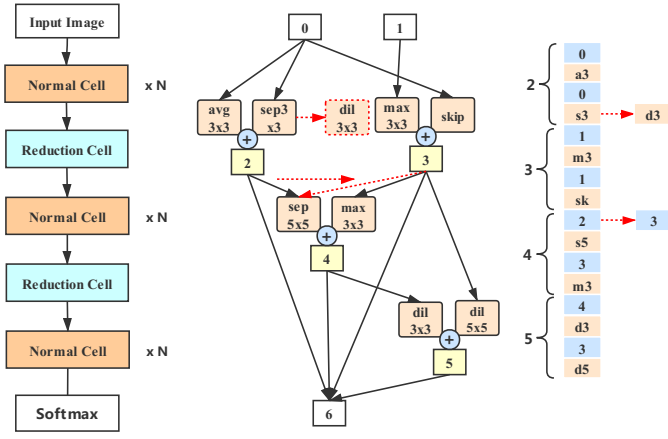 Input Image
Normal Cell
x N
Reduction Cell
Normal Cell
x N
Reduction Cell
Normal Cell
x N
Softmax
0
1
avg
3x3
sep3
x3
dil
3x3
max
3x3
skip
+
+
2
3
sep
5x5
max
3x3
+
4
dil
3x3
dil
5x5
+
5
6
2
0
a3
0
s3
d3
3
1
m3
1
sk
4
2
3
s5
3
m3
5
4
d3
3
d5